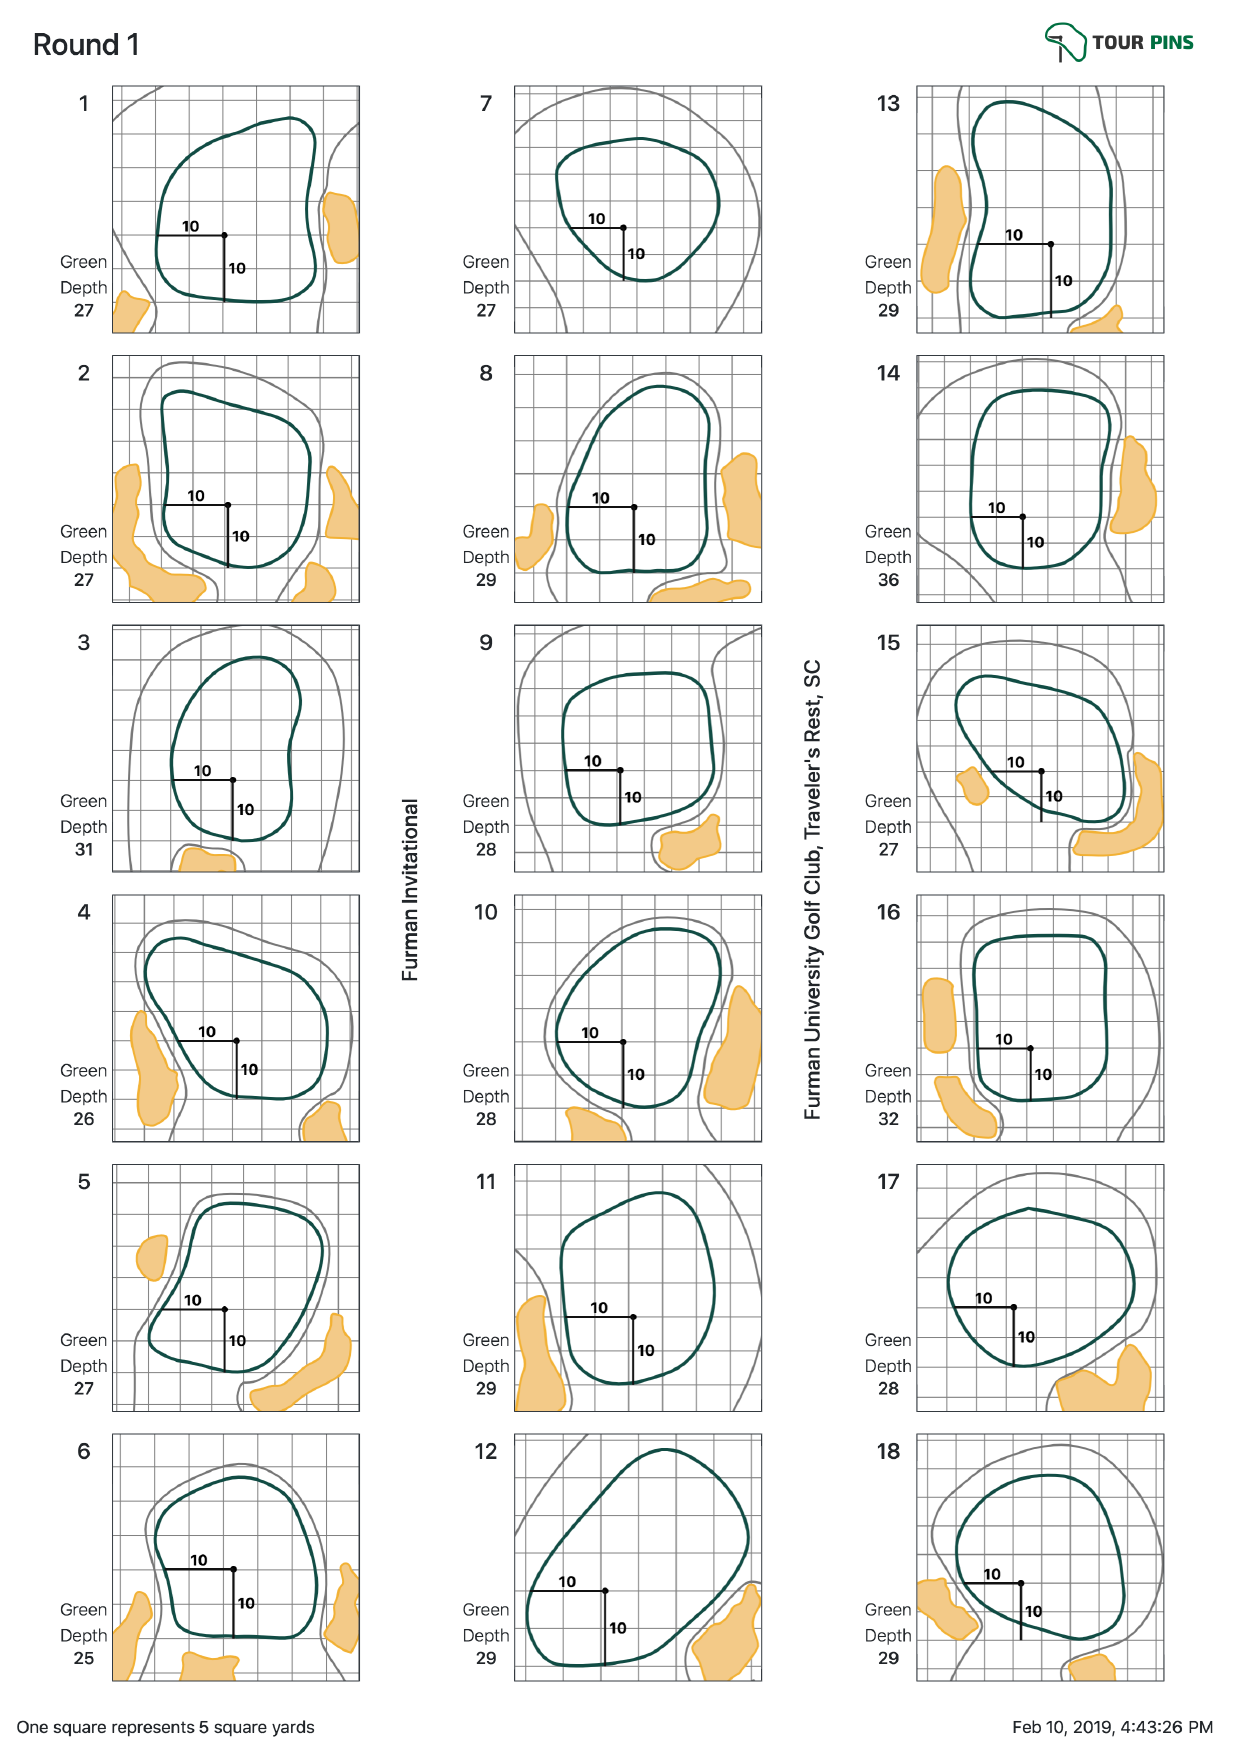 Round 1
TOUR PINS
1
10
10
Green
Depth
27
2
10
10
Green
Depth
27
3
10
10
Green
Depth
31
4
10
10
Green
Depth
26
5
10
10
Green
Depth
27
6
10
10
Green
Depth
25
Furman Invitational
7
10
10
Green
Depth
27
8
10
10
Green
Depth
29
9
10
10
Green
Depth
28
10
10
10
Green
Depth
28
11
10
10
Green
Depth
29
12
10
10
Green
Depth
29
Furman University Golf Club, Traveler's Rest, SC
13
10
10
Green
Depth
29
14
10
10
Green
Depth
36
15
10
10
Green
Depth
27
16
10
10
Green
Depth
32
17
10
10
Green
Depth
28
18
10
10
Green
Depth
29
One square represents 5 square yards
Feb 10, 2019, 4:43:26 PM